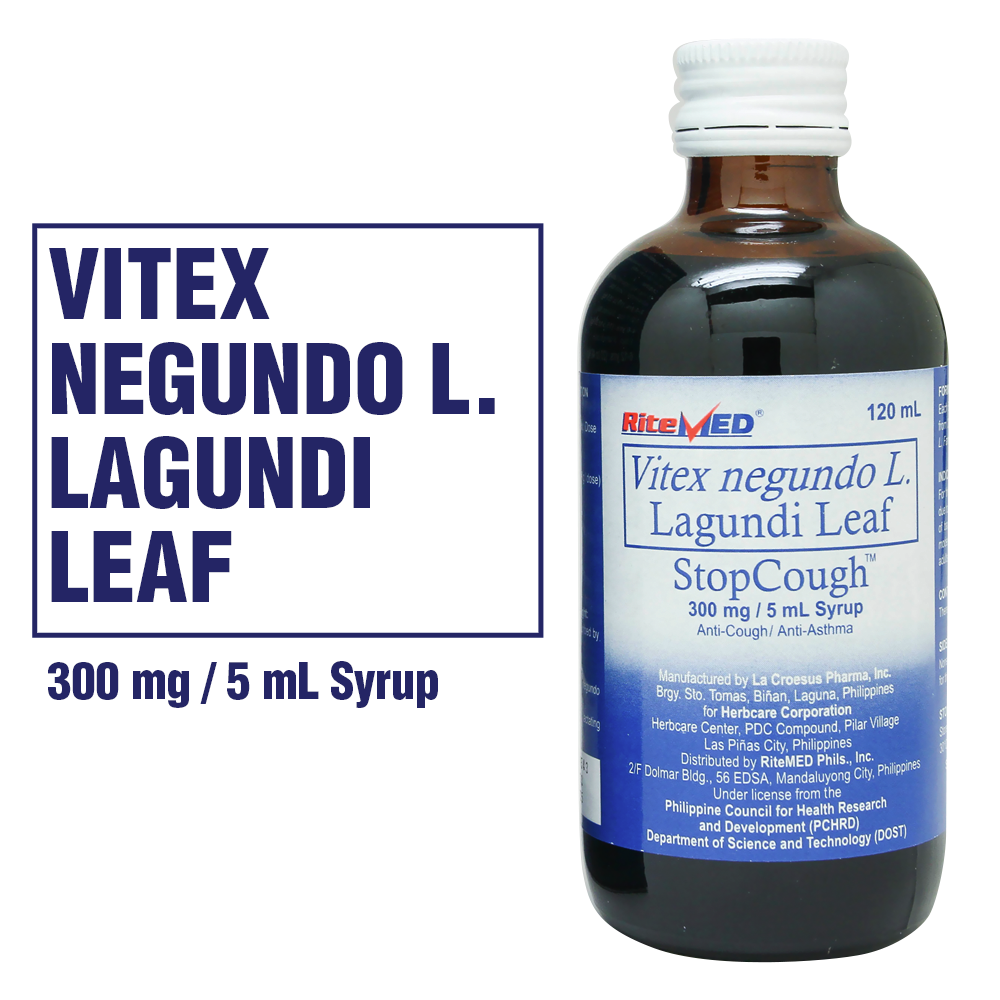 VITEX
NEGUNDO L.
LAGUNDI
LEAF
300 mg / 5 mL Syrup
RiteMED®
120 mL
Vitex negundo L.
Lagundi Leaf
StopCough™
300 mg / 5 mL Syrup
Anti-Cough/ Anti-Asthma
Manufactured by La Croesus Pharma, Inc.
Brgy. Sto. Tomas, Biñan, Laguna, Philippines
for Herbcare Corporation
Herbcare Center, PDC Compound, Pilar Village
Las Piñas City, Philippines
Distributed by RiteMED Phils., Inc.
2/F Dolmar Bldg., 56 EDSA, Mandaluyong City, Philippines
Under license from the
Philippine Council for Health Research
and Development (PCHRD)
Department of Science and Technology (DOST)